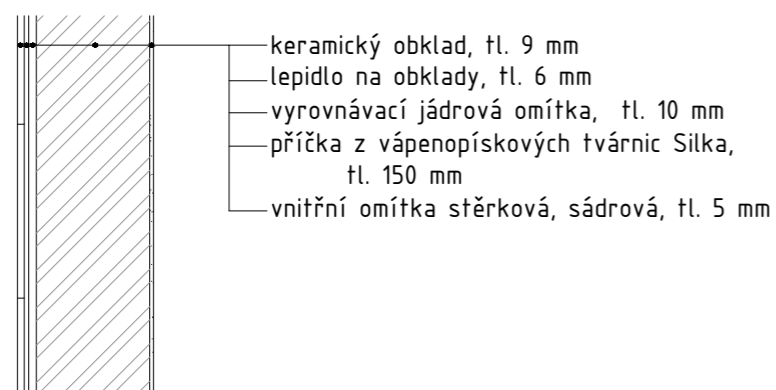 keramický obklad, tl. 9 mm
lepidlo na obklady, tl. 6 mm
vyrovnávací jádrová omítka, tl. 10 mm
příčka z vápenopískových tvárnic Silka,
tl. 150 mm
vnitřní omítka stěrková, sádrová, tl. 5 mm